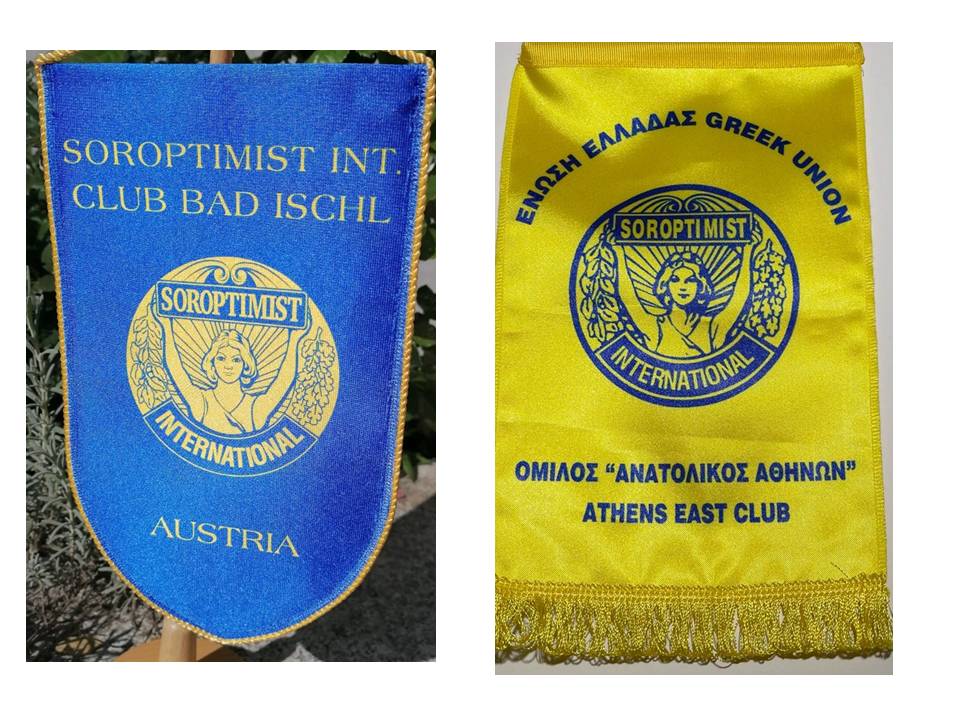 SOROPTIMIST INT.
CLUB BAD ISCHL
SOROPTIMIST
INTERNATIONAL
AUSTRIA
ΕΝΩΣΗ ΕΛΛΑΔΑΣ GREEK UNION
SOROPTIMIST
INTERNATIONAL
ΟΜΙΛΟΣ “ΑΝΑΤΟΛΙΚΟΣ ΑΘΗΝΩΝ”
ATHENS EAST CLUB